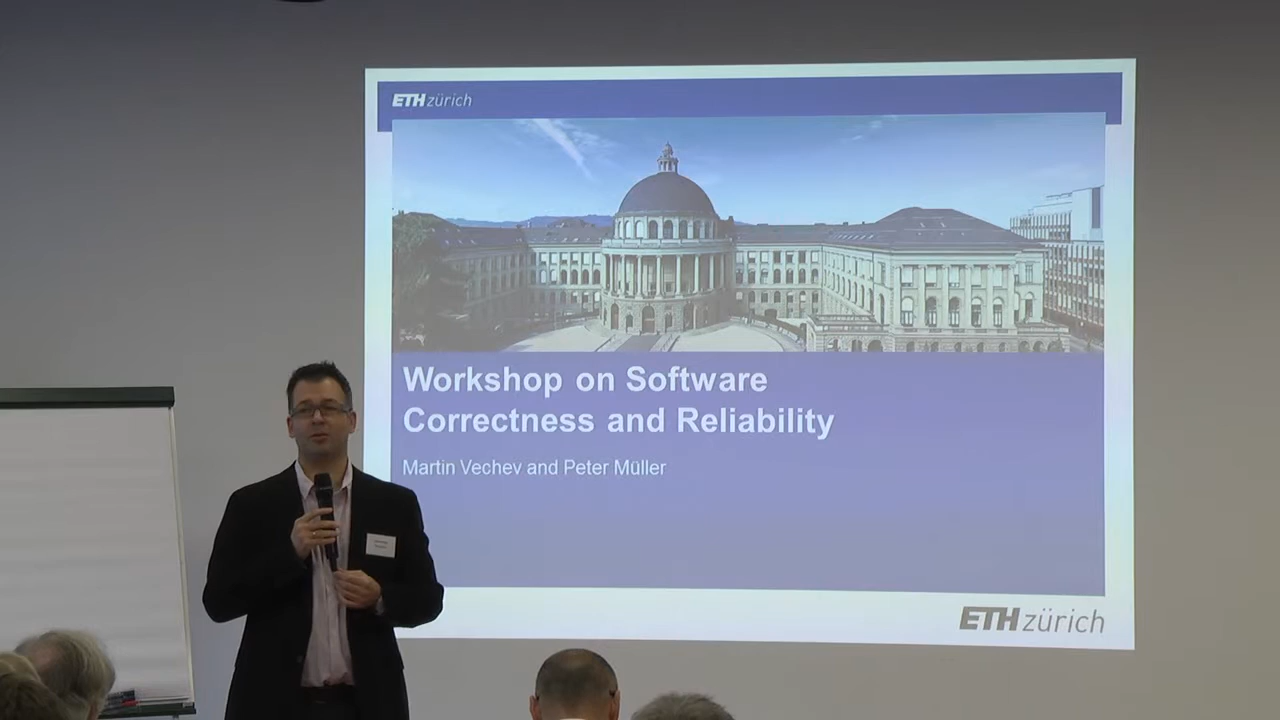 ETH zürich
Workshop on Software
Correctness and Reliability
Martin Vechev and Peter Müller
ETH zürich